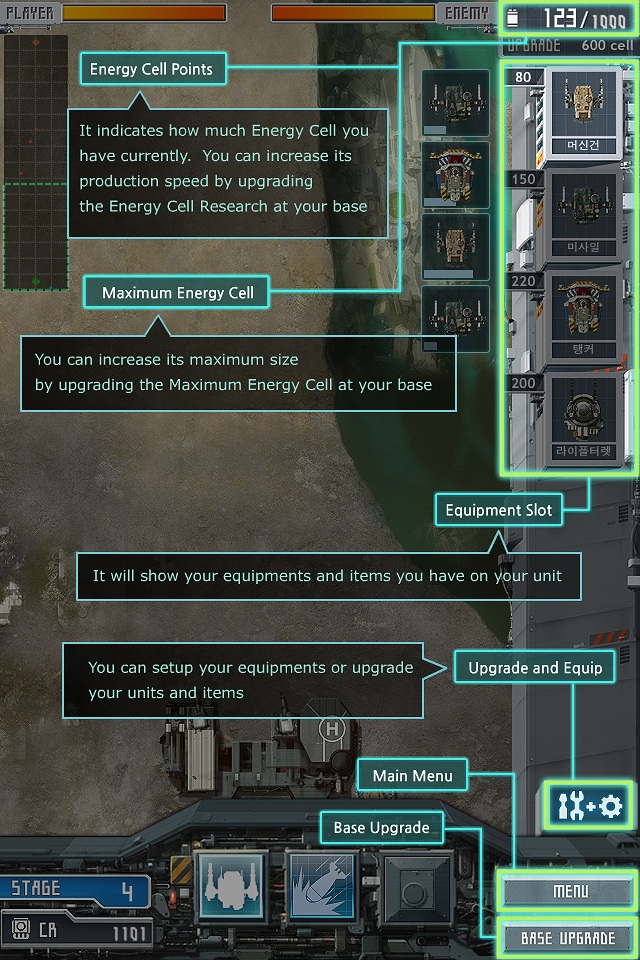 PLAYER
ENEMY
123/1000
UPGRADE 600 cell
Energy Cell Points
80
머신건
It indicates how much Energy Cell you
have currently. You can increase its
production speed by upgrading
the Energy Cell Research at your base
150
미사일
Maximum Energy Cell
220
탱커
You can increase its maximum size
by upgrading the Maximum Energy Cell at your base
200
라이플터렛
Equipment Slot
It will show your equipments and items you have on your unit
You can setup your equipments or upgrade
your units and items
Upgrade and Equip
H
Main Menu
Base Upgrade
STAGE 4
MENU
CR 1101
BASE UPGRADE